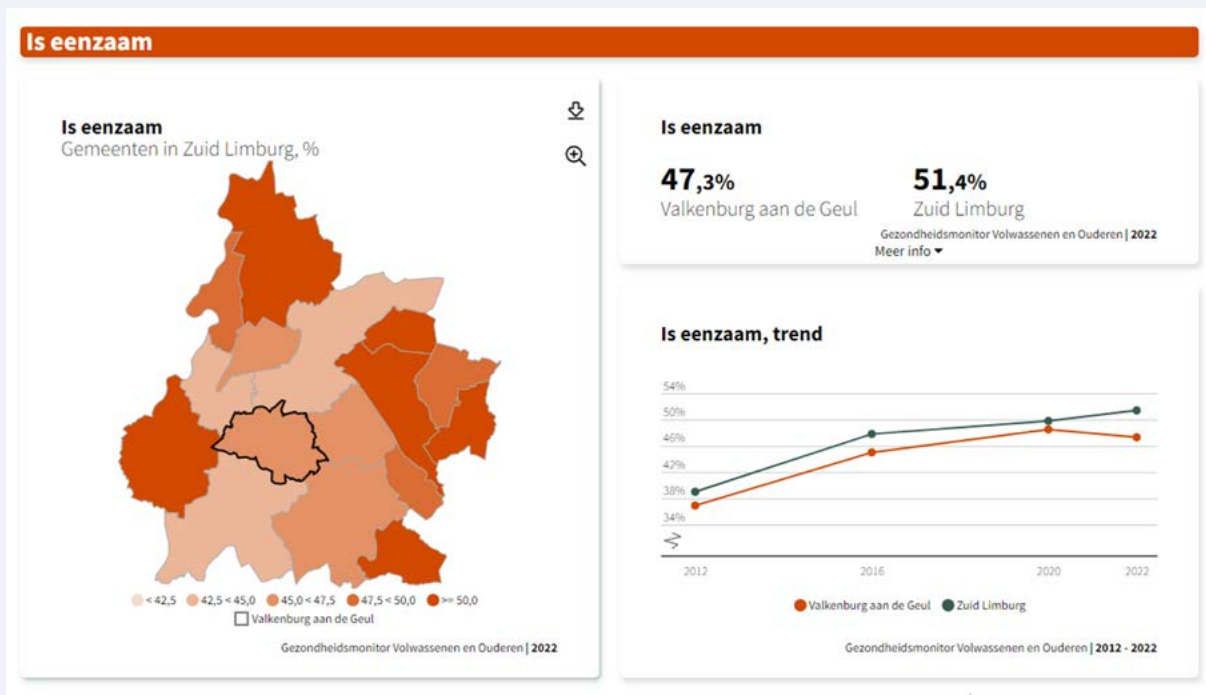 Is eenzaam
Is eenzaam
Gemeenten in Zuid Limburg, %
< 42,5 42,5 < 45,0 45,0 < 47,5 47,5 < 50,0 >= 50,0
Valkenburg aan de Geul
Gezondheidsmonitor Volwassenen en Ouderen | 2022
Is eenzaam
47,3% 51,4%
Valkenburg aan de Geul Zuid Limburg
Gezondheidsmonitor Volwassenen en Ouderen | 2022
Meer info
Is eenzaam, trend
54%
50%
46%
42%
38%
34%
2012 2016 2020 2022
Valkenburg aan de Geul Zuid Limburg
Gezondheidsmonitor Volwassenen en Ouderen | 2012 - 2022